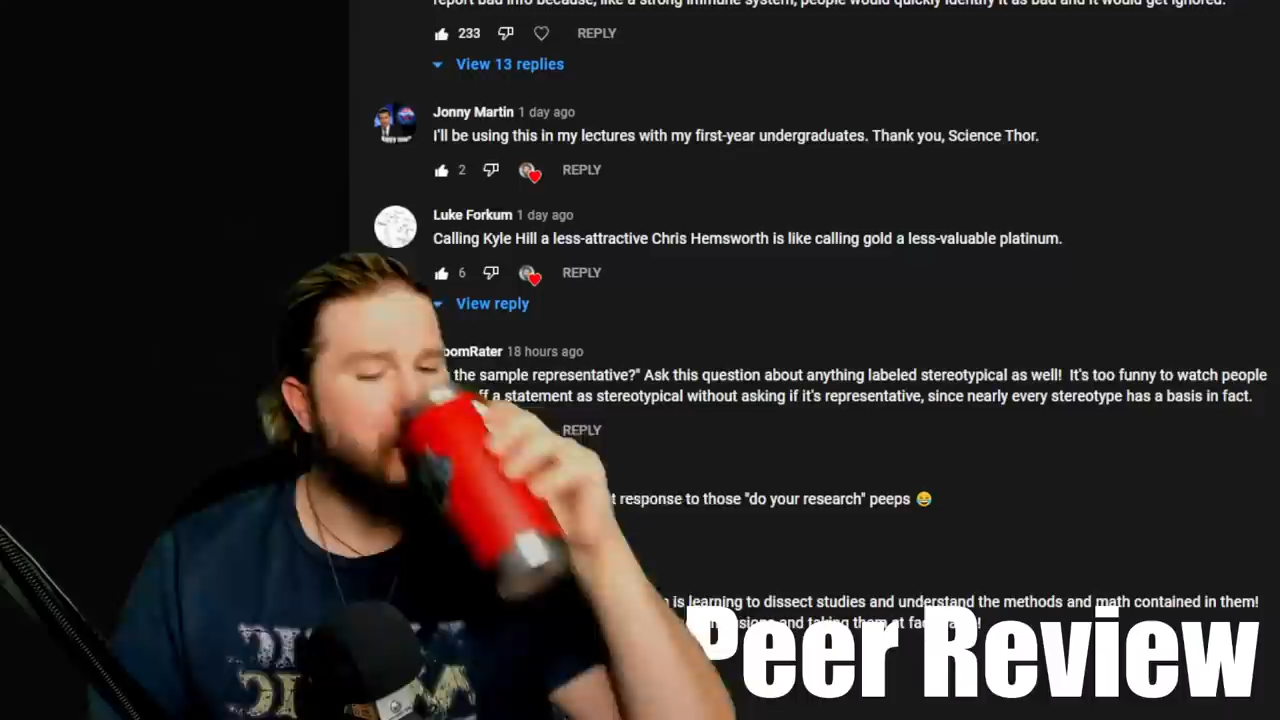 report bad info because, like a strong immune system, people would quickly identify it as bad and it would get ignored.
233 REPLY
View 13 replies
Jonny Martin 1 day ago
I'll be using this in my lectures with my first-year undergraduates. Thank you, Science Thor.
2 REPLY
Luke Forkum 1 day ago
Calling Kyle Hill a less-attractive Chris Hemsworth is like calling gold a less-valuable platinum.
6 REPLY
View reply
oomRater 18 hours ago
the sample representative?" Ask this question about anything labeled stereotypical as well! It's too funny to watch people
ff a statement as stereotypical without asking if it's representative, since nearly every stereotype has a basis in fact.
REPLY
t response to those "do your research" peeps 😂
is learning to dissect studies and understand the methods and math contained in them!
and taking them at
Peer Review